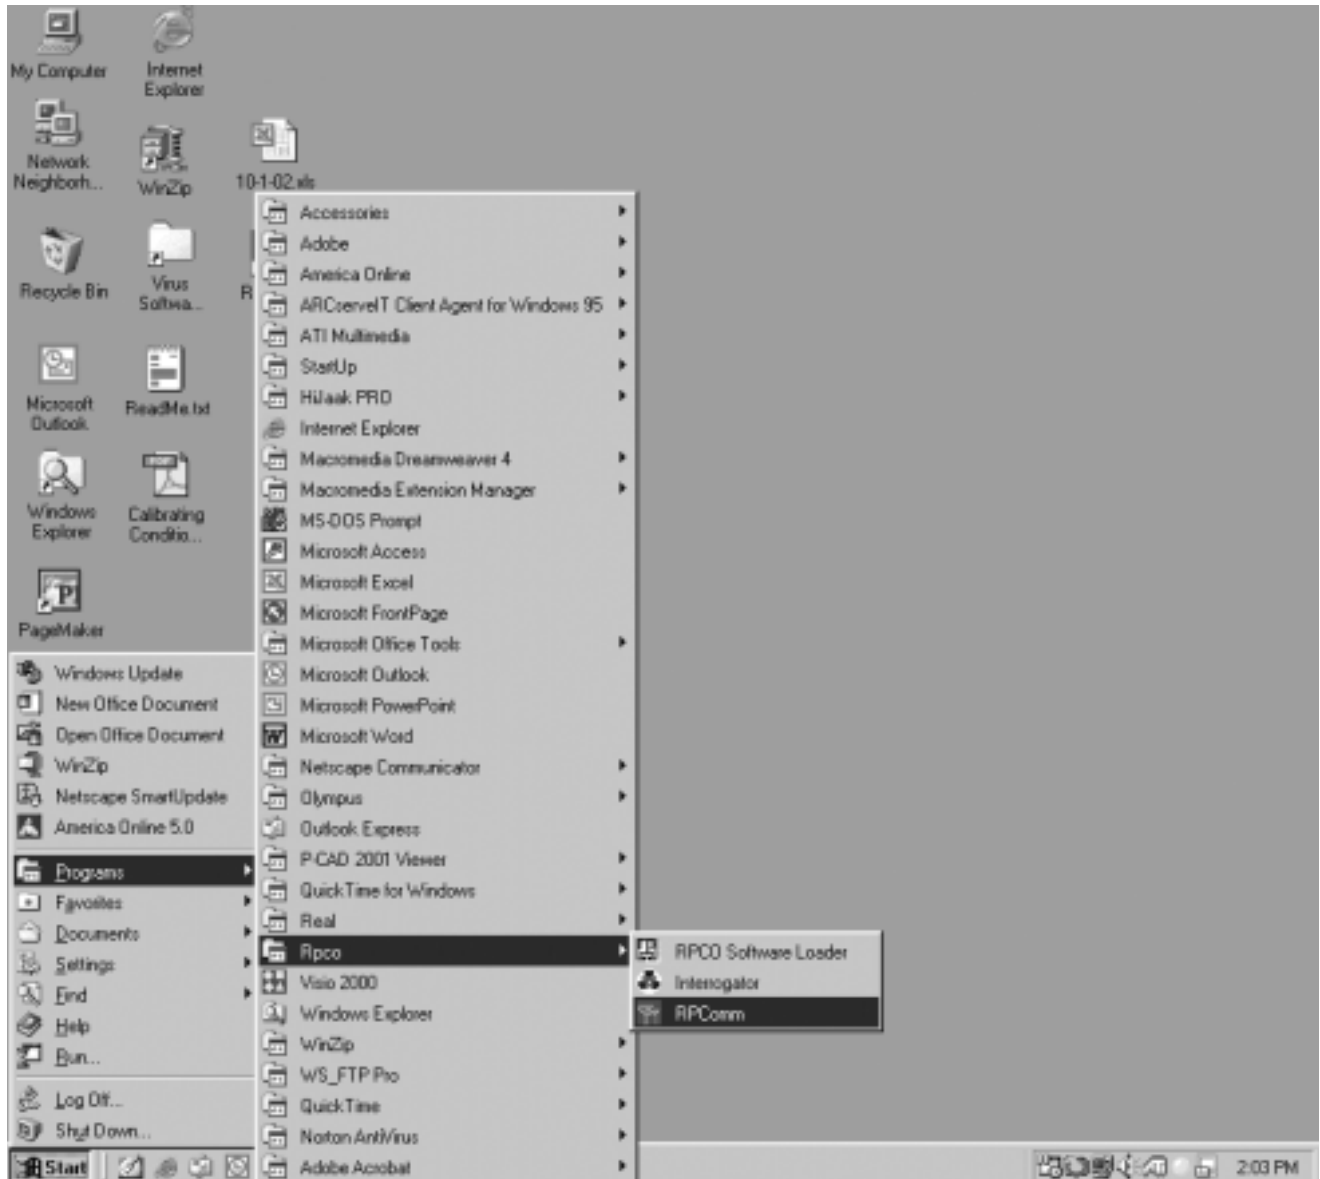 My Computer
Internet
Explorer
Network
Neighborh...
WinZip
10-1-02.xls
Recycle Bin
Virus
Softwa...
R
Microsoft
Outlook
ReadMe.txt
Windows
Explorer
Calibrating
Conditio...
PageMaker
Windows Update
New Office Document
Open Office Document
WinZip
Netscape SmartUpdate
America Online 5.0
Programs
Favorites
Documents
Settings
Find
Help
Run...
Log Off...
Shut Down...
Accessories
Adobe
America Online
ARCserveIT Client Agent for Windows 95
ATI Multimedia
StartUp
HiJaak PRO
Internet Explorer
Macromedia Dreamweaver 4
Macromedia Extension Manager
MS-DOS Prompt
Microsoft Access
Microsoft Excel
Microsoft FrontPage
Microsoft Office Tools
Microsoft Outlook
Microsoft PowerPoint
Microsoft Word
Netscape Communicator
Olympus
Outlook Express
P-CAD 2001 Viewer
QuickTime for Windows
Real
Rpco
Visio 2000
Windows Explorer
WinZip
WS_FTP Pro
QuickTime
Norton AntiVirus
Adobe Acrobat
RPCO Software Loader
Interrogator
RPComm
Start
2:03 PM